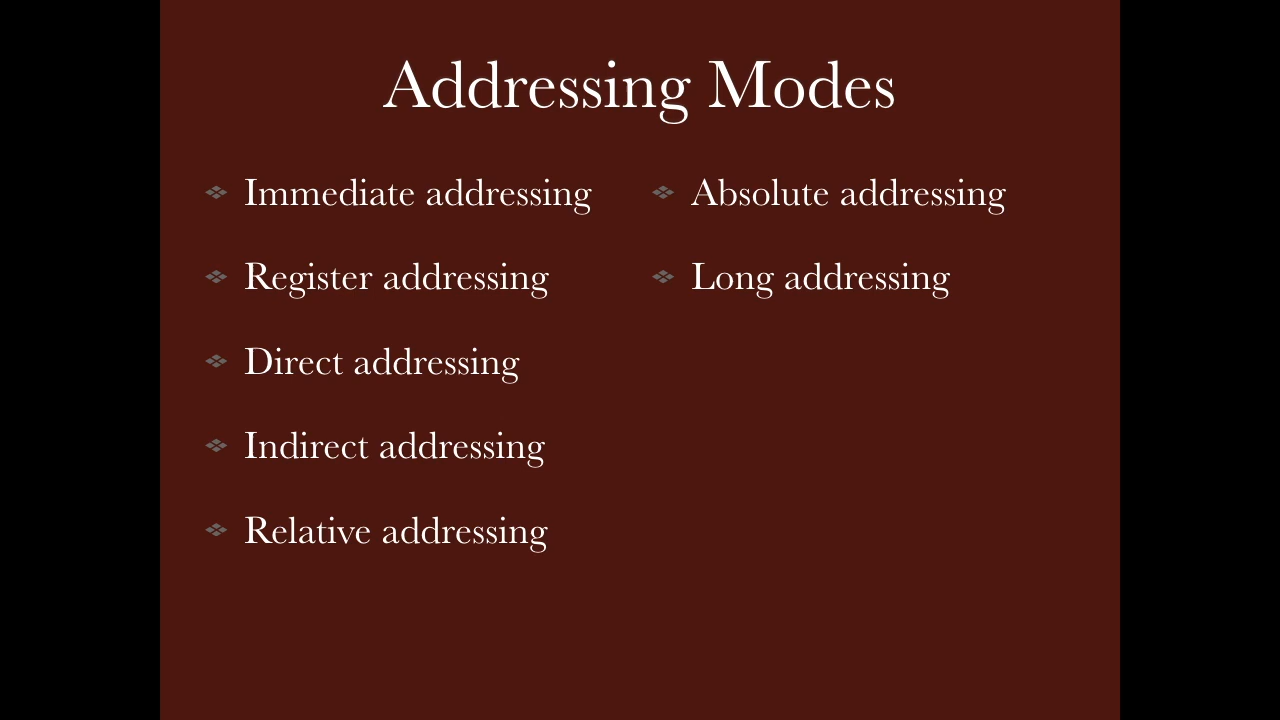 Addressing Modes
Immediate addressing
Register addressing
Direct addressing
Indirect addressing
Relative addressing
Absolute addressing
Long addressing